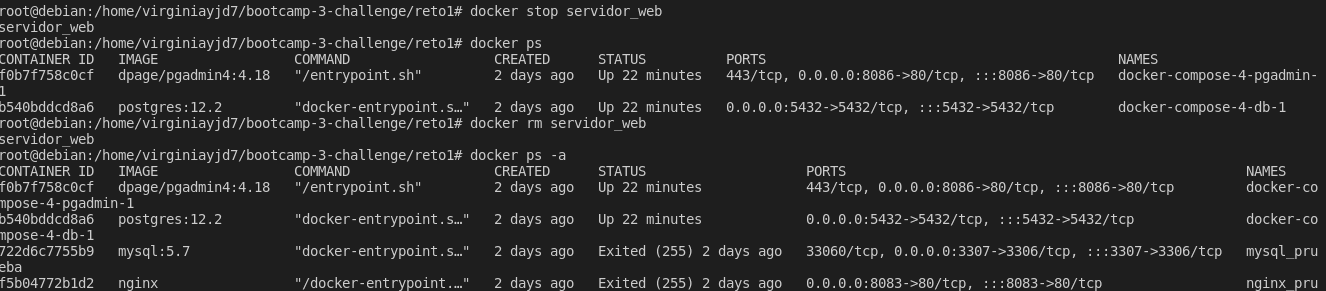 root@debian:/home/virginiayjd7/bootcamp-3-challenge/reto1# docker stop servidor_web
servidor_web
root@debian:/home/virginiayjd7/bootcamp-3-challenge/reto1# docker ps
CONTAINER ID   IMAGE                 COMMAND                  CREATED      STATUS          PORTS                                            NAMES
f0b7f758c0cf   dpage/pgadmin4:4.18   "/entrypoint.sh"         2 days ago   Up 22 minutes   443/tcp, 0.0.0.0:8086->80/tcp, :::8086->80/tcp   docker-compose-4-pgadmin-
1
b540bddcd8a6   postgres:12.2         "docker-entrypoint.s…"   2 days ago   Up 22 minutes   0.0.0.0:5432->5432/tcp, :::5432->5432/tcp        docker-compose-4-db-1
root@debian:/home/virginiayjd7/bootcamp-3-challenge/reto1# docker rm servidor_web
servidor_web
root@debian:/home/virginiayjd7/bootcamp-3-challenge/reto1# docker ps -a
CONTAINER ID   IMAGE                 COMMAND                  CREATED      STATUS                    PORTS                                                  NAMES
f0b7f758c0cf   dpage/pgadmin4:4.18   "/entrypoint.sh"         2 days ago   Up 22 minutes             443/tcp, 0.0.0.0:8086->80/tcp, :::8086->80/tcp         docker-co
mpose-4-pgadmin-1
b540bddcd8a6   postgres:12.2         "docker-entrypoint.s…"   2 days ago   Up 22 minutes             0.0.0.0:5432->5432/tcp, :::5432->5432/tcp              docker-co
mpose-4-db-1
722d6c7755b9   mysql:5.7             "docker-entrypoint.s…"   2 days ago   Exited (255) 2 days ago   33060/tcp, 0.0.0.0:3307->3306/tcp, :::3307->3306/tcp   mysql_pru
eba
f5b04772b1d2   nginx                 "/docker-entrypoint.…"   2 days ago   Exited (255) 2 days ago   0.0.0.0:8083->80/tcp, :::8083->80/tcp                  nginx_pru